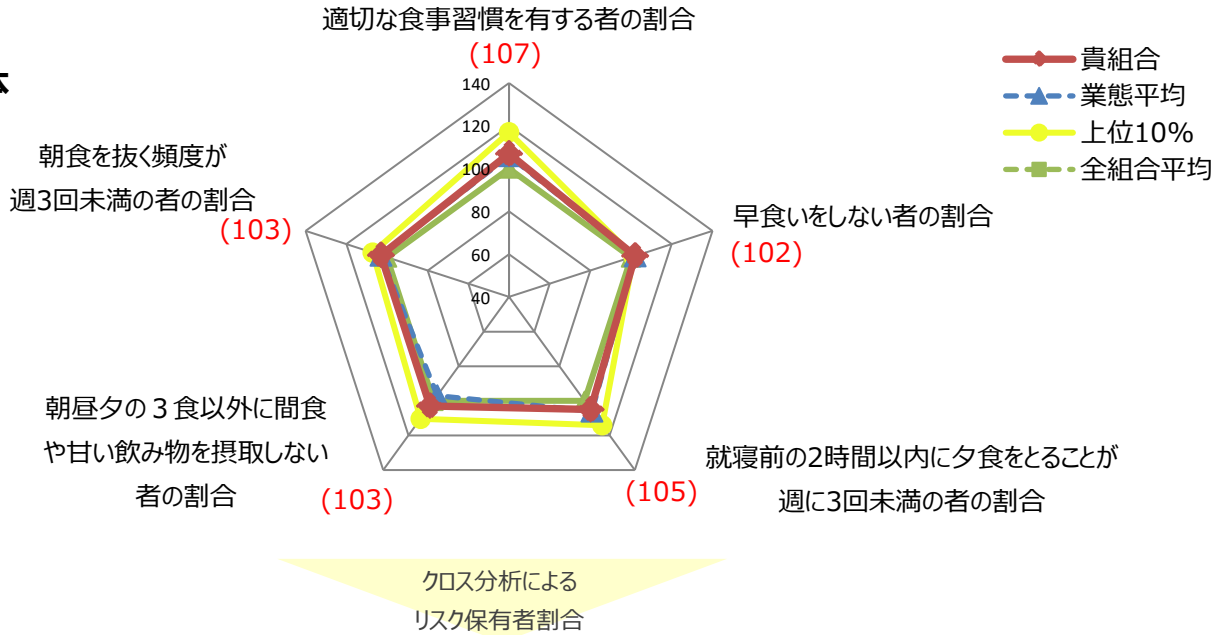 適切な食事習慣を有する者の割合
(107)
貴組合
業態平均
上位10%
全組合平均
体
140
120
100
80
60
40
朝食を抜く頻度が
週3回未満の者の割合
(103)
早食いをしない者の割合
(102)
朝昼夕の３食以外に間食
や甘い飲み物を摂取しない
者の割合
(103)
就寝前の2時間以内に夕食をとることが
週に3回未満の者の割合
(105)
クロス分析による
リスク保有者割合